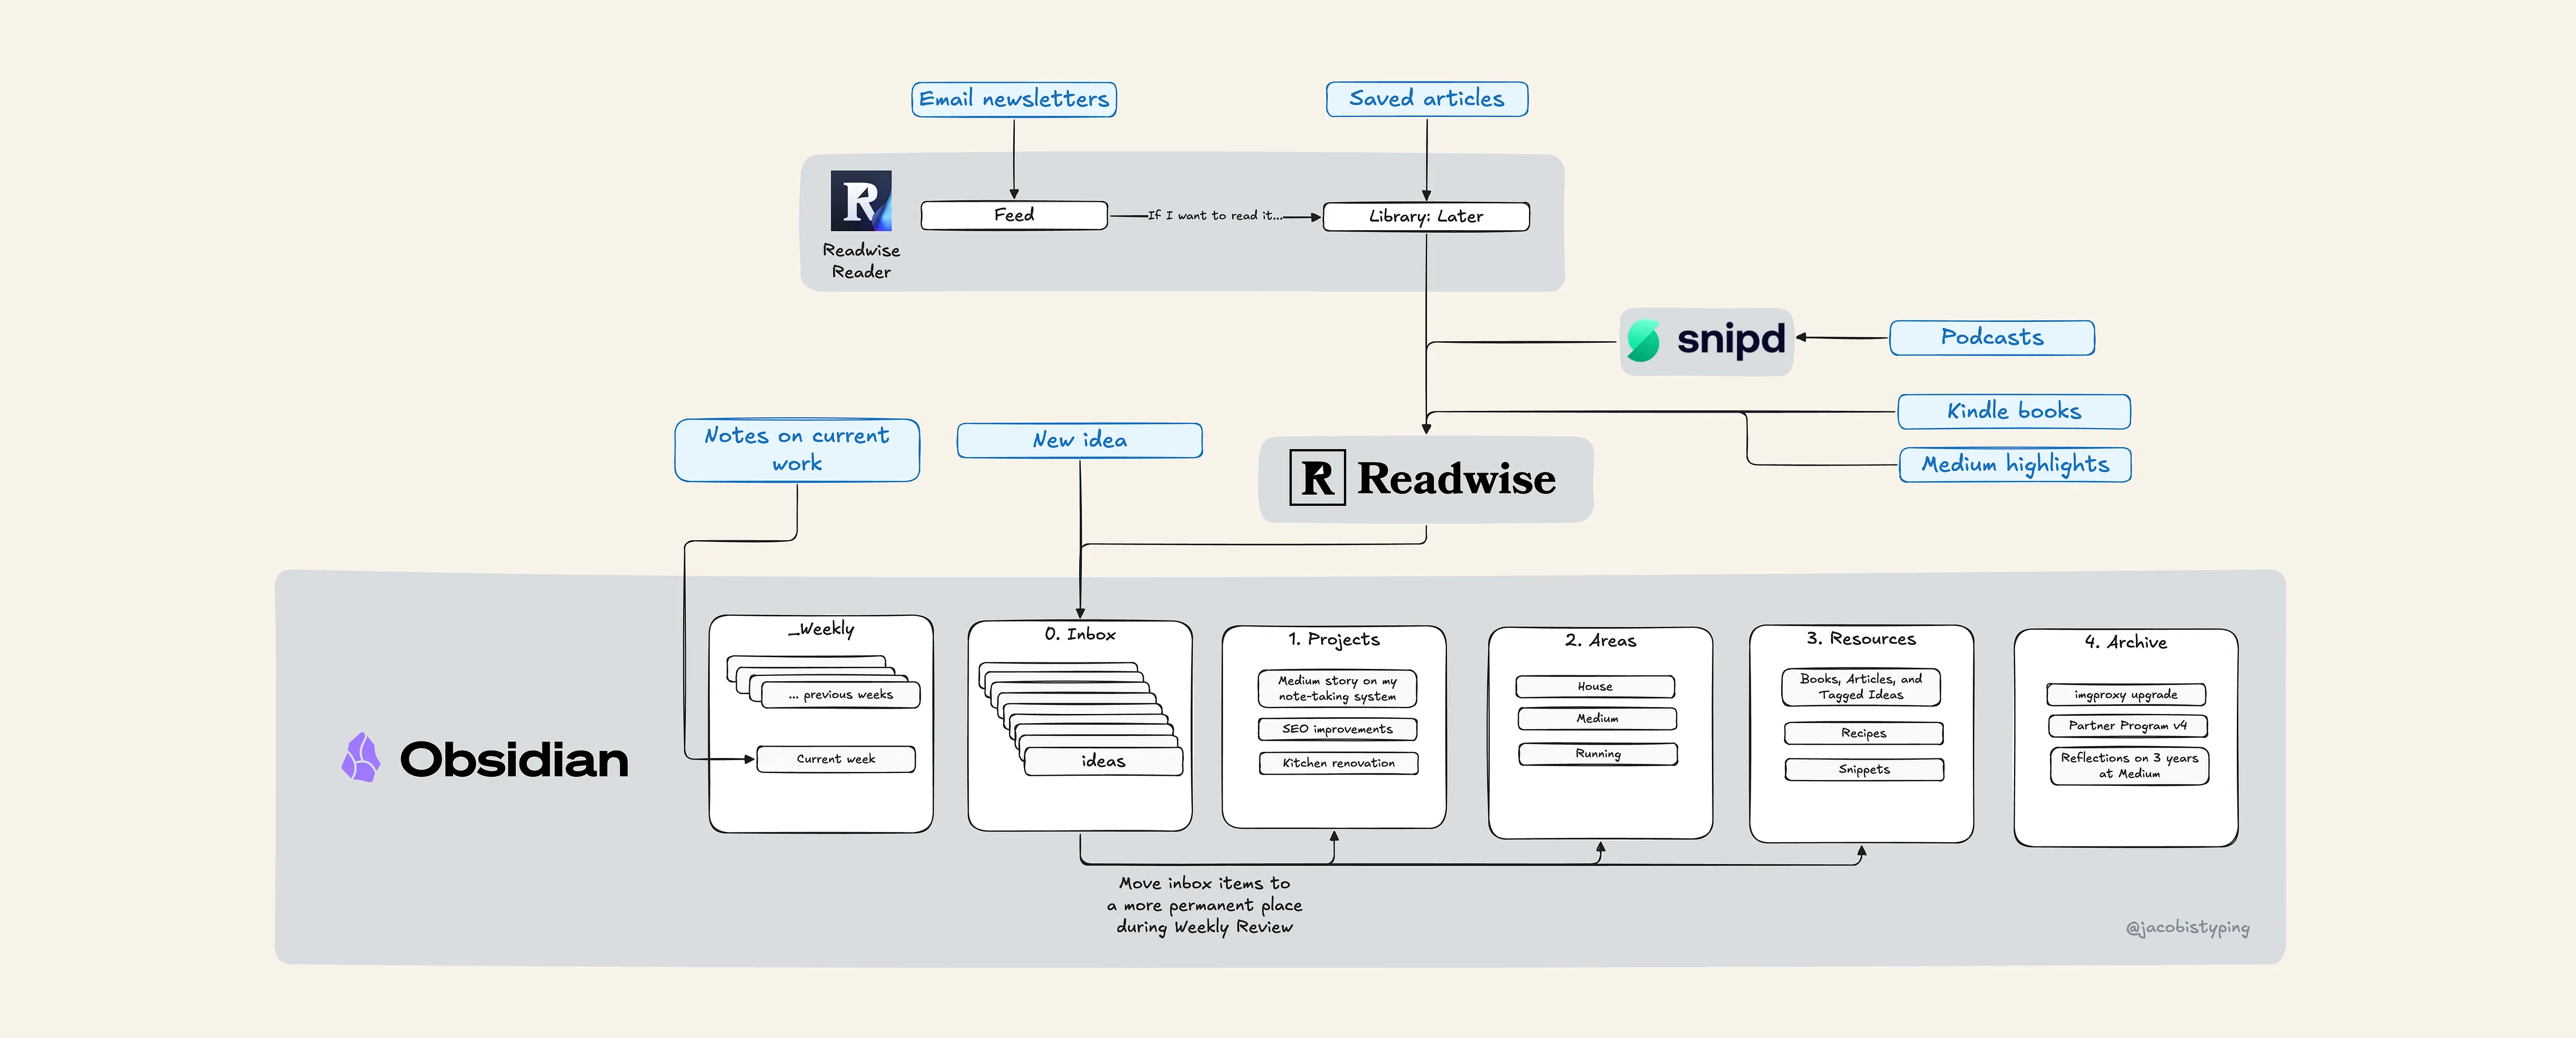 Email newsletters
Saved articles
Feed
If I want to read it...
Library: Later
Readwise
Reader
snipd
Podcasts
Kindle books
Medium highlights
Notes on current
work
New idea
R Readwise
Obsidian
_Weekly
... previous weeks
Current week
0. Inbox
ideas
1. Projects
Medium story on my
note-taking system
SEO improvements
Kitchen renovation
2. Areas
House
Medium
Running
3. Resources
Books, Articles, and
Tagged Ideas
Recipes
Snippets
4. Archive
imgproxy upgrade
Partner Program v4
Reflections on 3 years
at Medium
Move inbox items to
a more permanent place
during Weekly Review
@jacobistyping